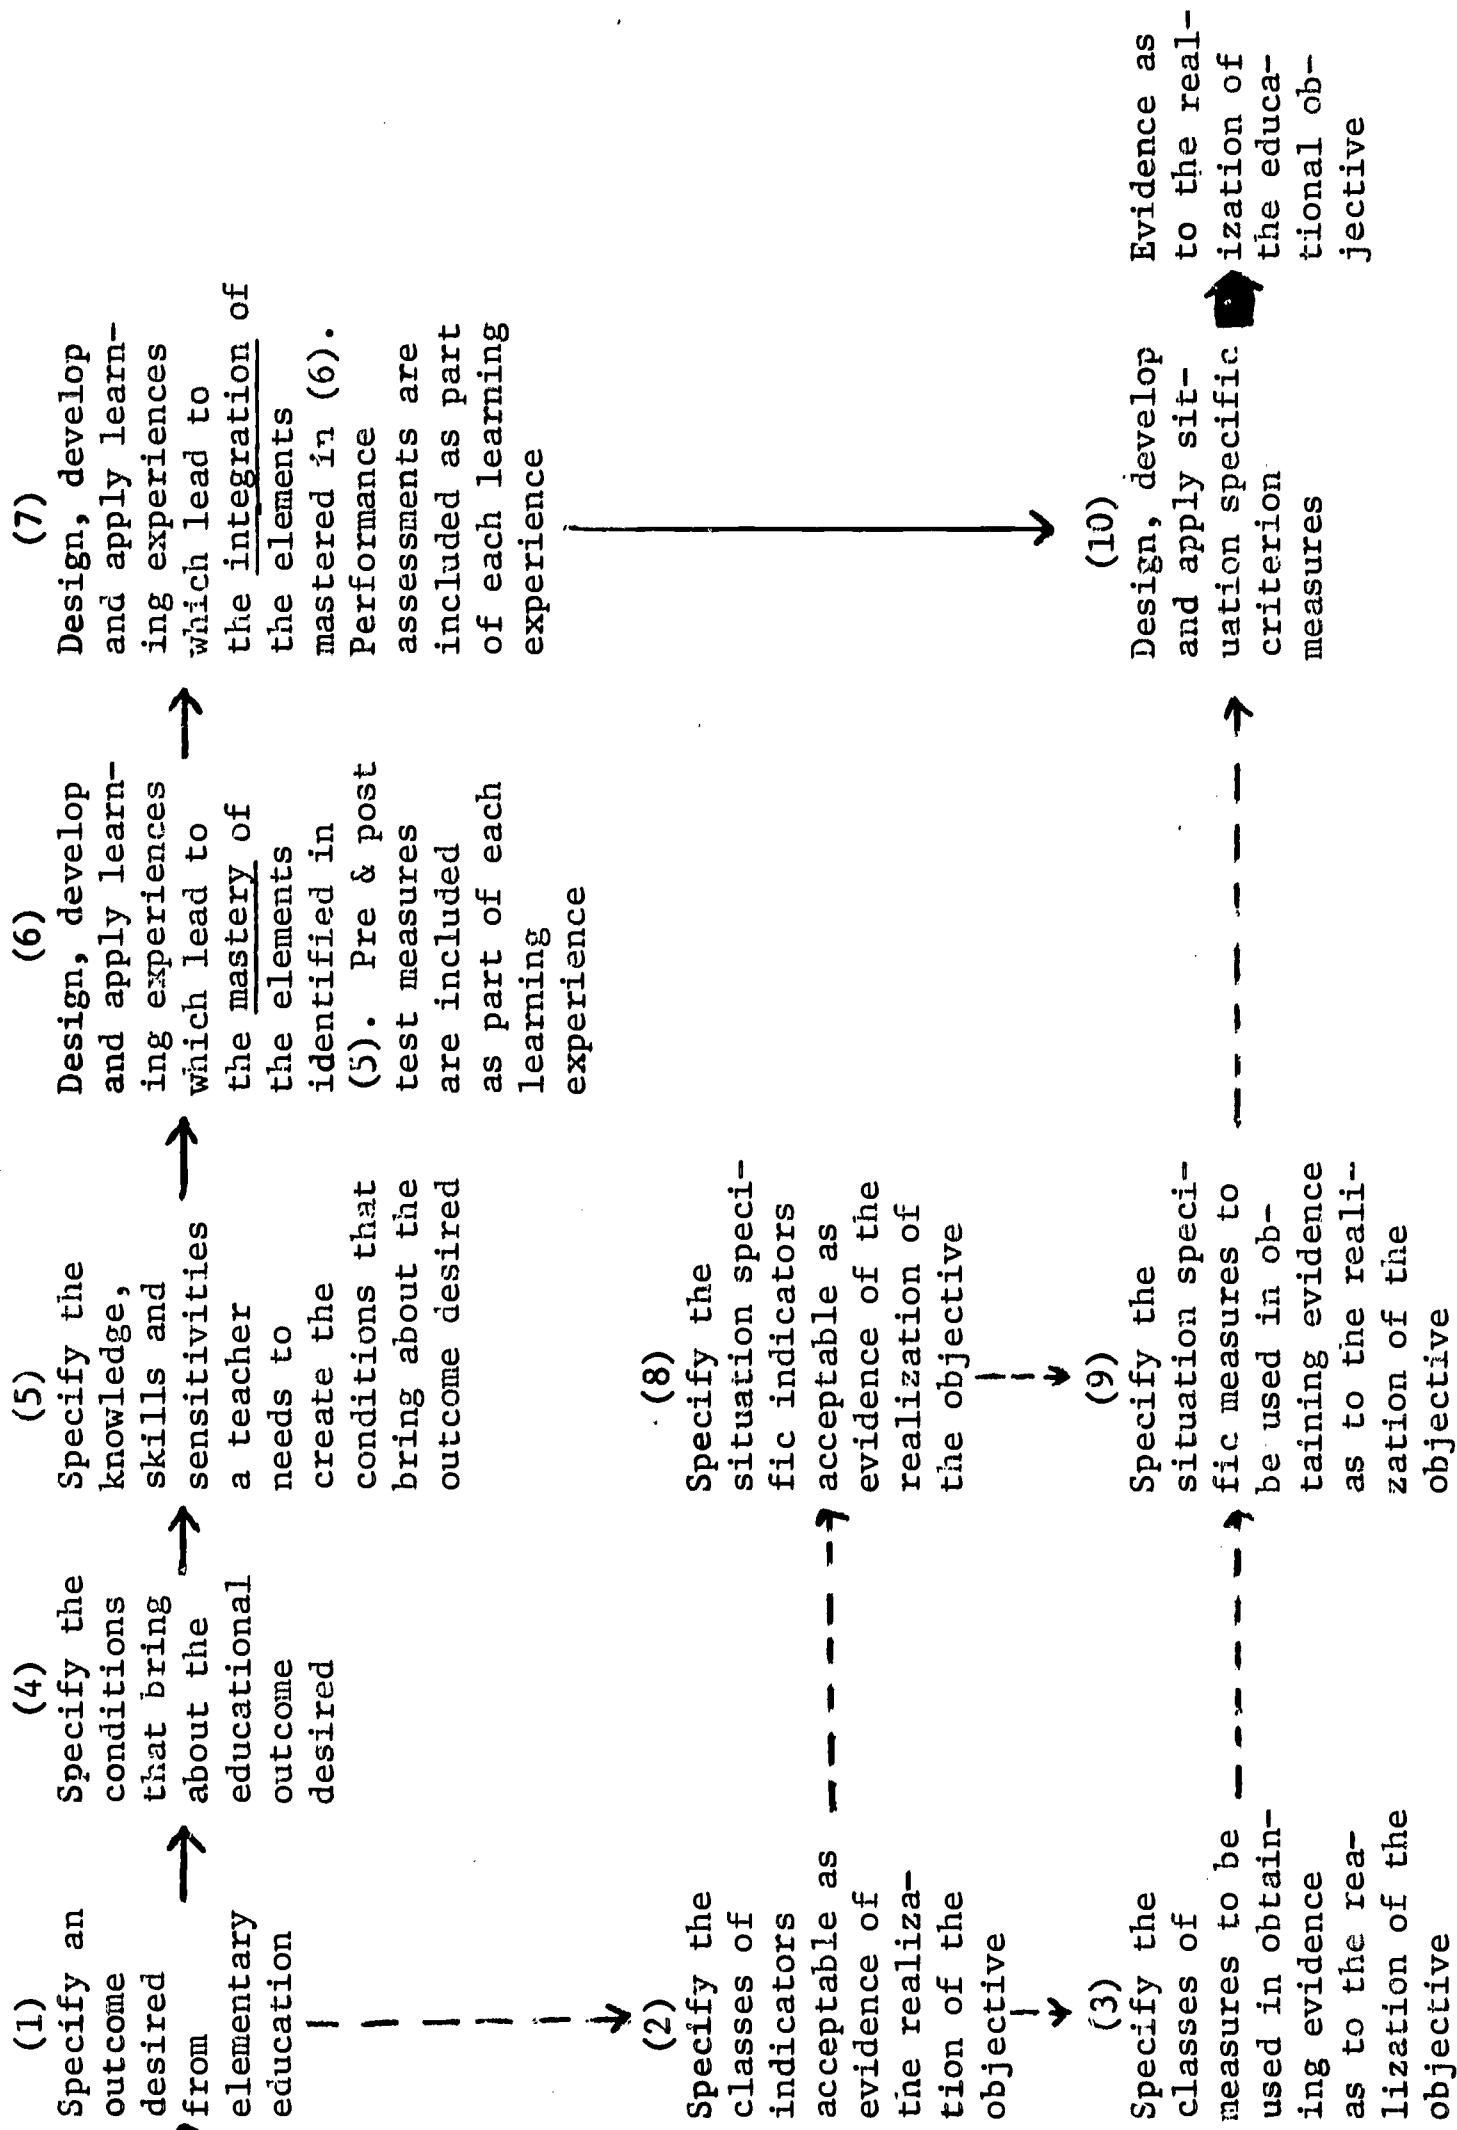 (1)
Specify an
outcome
desired
from
elementary
education
(4)
Specify the
conditions
that bring
about the
educational
outcome
desired
(5)
Specify the
knowledge,
skills and
sensitivities
a teacher
needs to
create the
conditions that
bring about the
outcome desired
(6)
Design, develop
and apply learn-
ing experiences
which lead to
the mastery of
the elements
identified in
(5). Pre & post
test measures
are included
as part of each
learning
experience
(7)
Design, develop
and apply learn-
ing experiences
which lead to
the integration of
the elements
mastered in (6).
Performance
assessments are
included as part
of each learning
experience
(2)
Specify the
classes of
indicators
acceptable as
evidence of
the realiza-
tion of the
objective
(8)
Specify the
situation speci-
fic indicators
acceptable as
evidence of the
realization of
the objective
(3)
Specify the
classes of
measures to be
used in obtain-
ing evidence
as to the rea-
lization of the
objective
(9)
Specify the
situation speci-
fic measures to
be used in ob-
taining evidence
as to the reali-
zation of the
objective
(10)
Design, develop
and apply sit-
uation specific
criterion
measures
Evidence as
to the real-
ization of
the educa-
tional ob-
jective